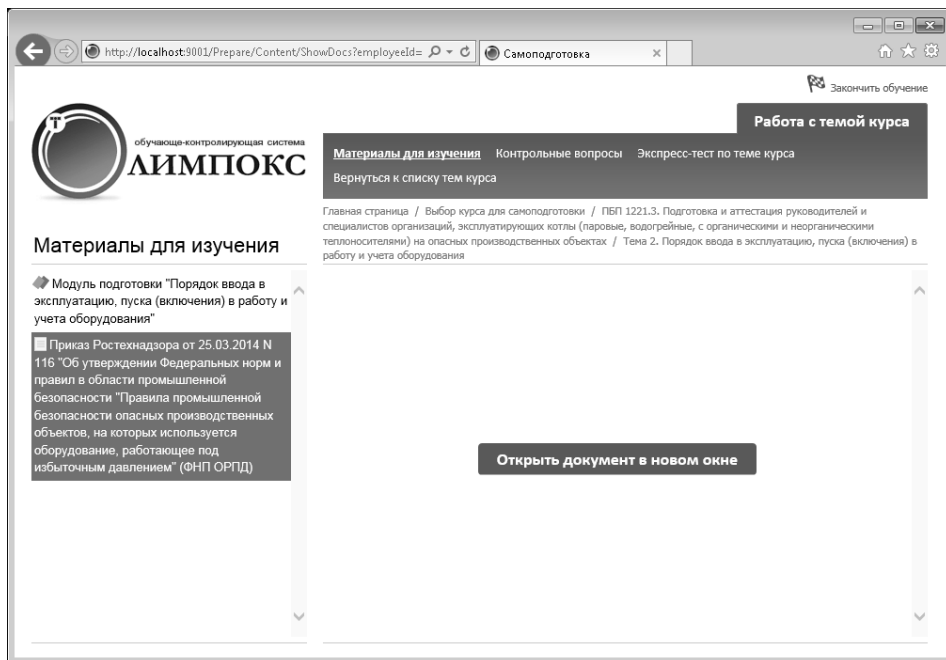 http://localhost:9001/Prepare/Content/ShowDocs?employeeId=
Самоподготовка
Закончить обучение
Т
обучающе-контролирующая система
ЛИМПОКС
Работа с темой курса
Материалы для изучения Контрольные вопросы Экспресс-тест по теме курса
Вернуться к списку тем курса
Главная страница / Выбор курса для самоподготовки / ПБП 1221.3. Подготовка и аттестация руководителей и
специалистов организаций, эксплуатирующих котлы (паровые, водогрейные, с органическими и неорганическими
теплоносителями) на опасных производственных объектах / Тема 2. Порядок ввода в эксплуатацию, пуска (включения) в
работу и учета оборудования
Материалы для изучения
Модуль подготовки "Порядок ввода в
эксплуатацию, пуска (включения) в работу и
учета оборудования"
Приказ Ростехнадзора от 25.03.2014 N
116 "Об утверждении Федеральных норм и
правил в области промышленной
безопасности "Правила промышленной
безопасности опасных производственных
объектов, на которых используется
оборудование, работающее под
избыточным давлением" (ФНП ОРПД)
Открыть документ в новом окне